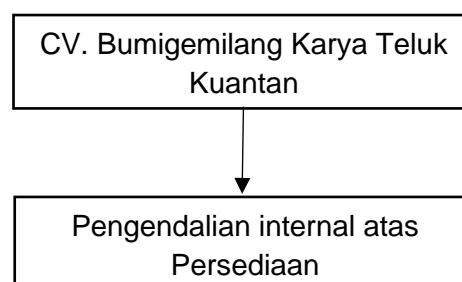 CV. Bumigemilang Karya Teluk
Kuantan
Pengendalian internal atas
Persediaan